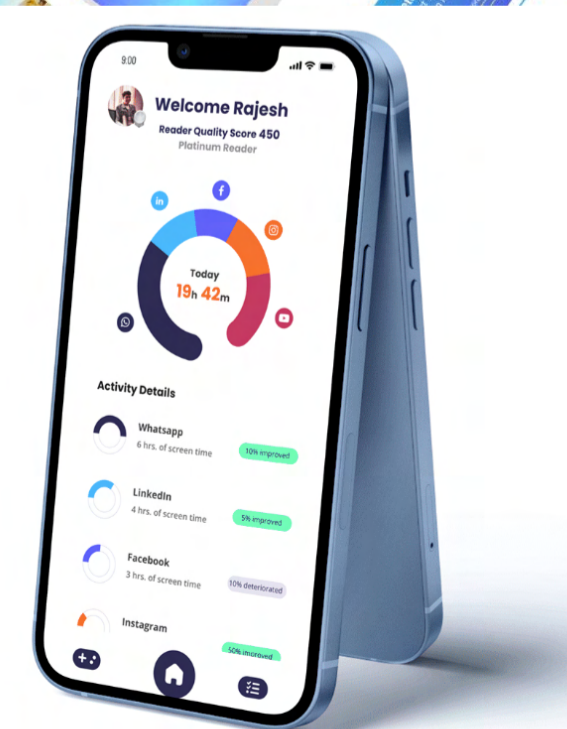 9:00
Welcome Rajesh
Reader Quality Score 450
Platinum Reader
in
f
Today
19h 42m
Activity Details
Whatsapp
6 hrs. of screen time
10% improved
LinkedIn
4 hrs. of screen time
5% improved
Facebook
3 hrs. of screen time
10% deteriorated
Instagram
50% improved